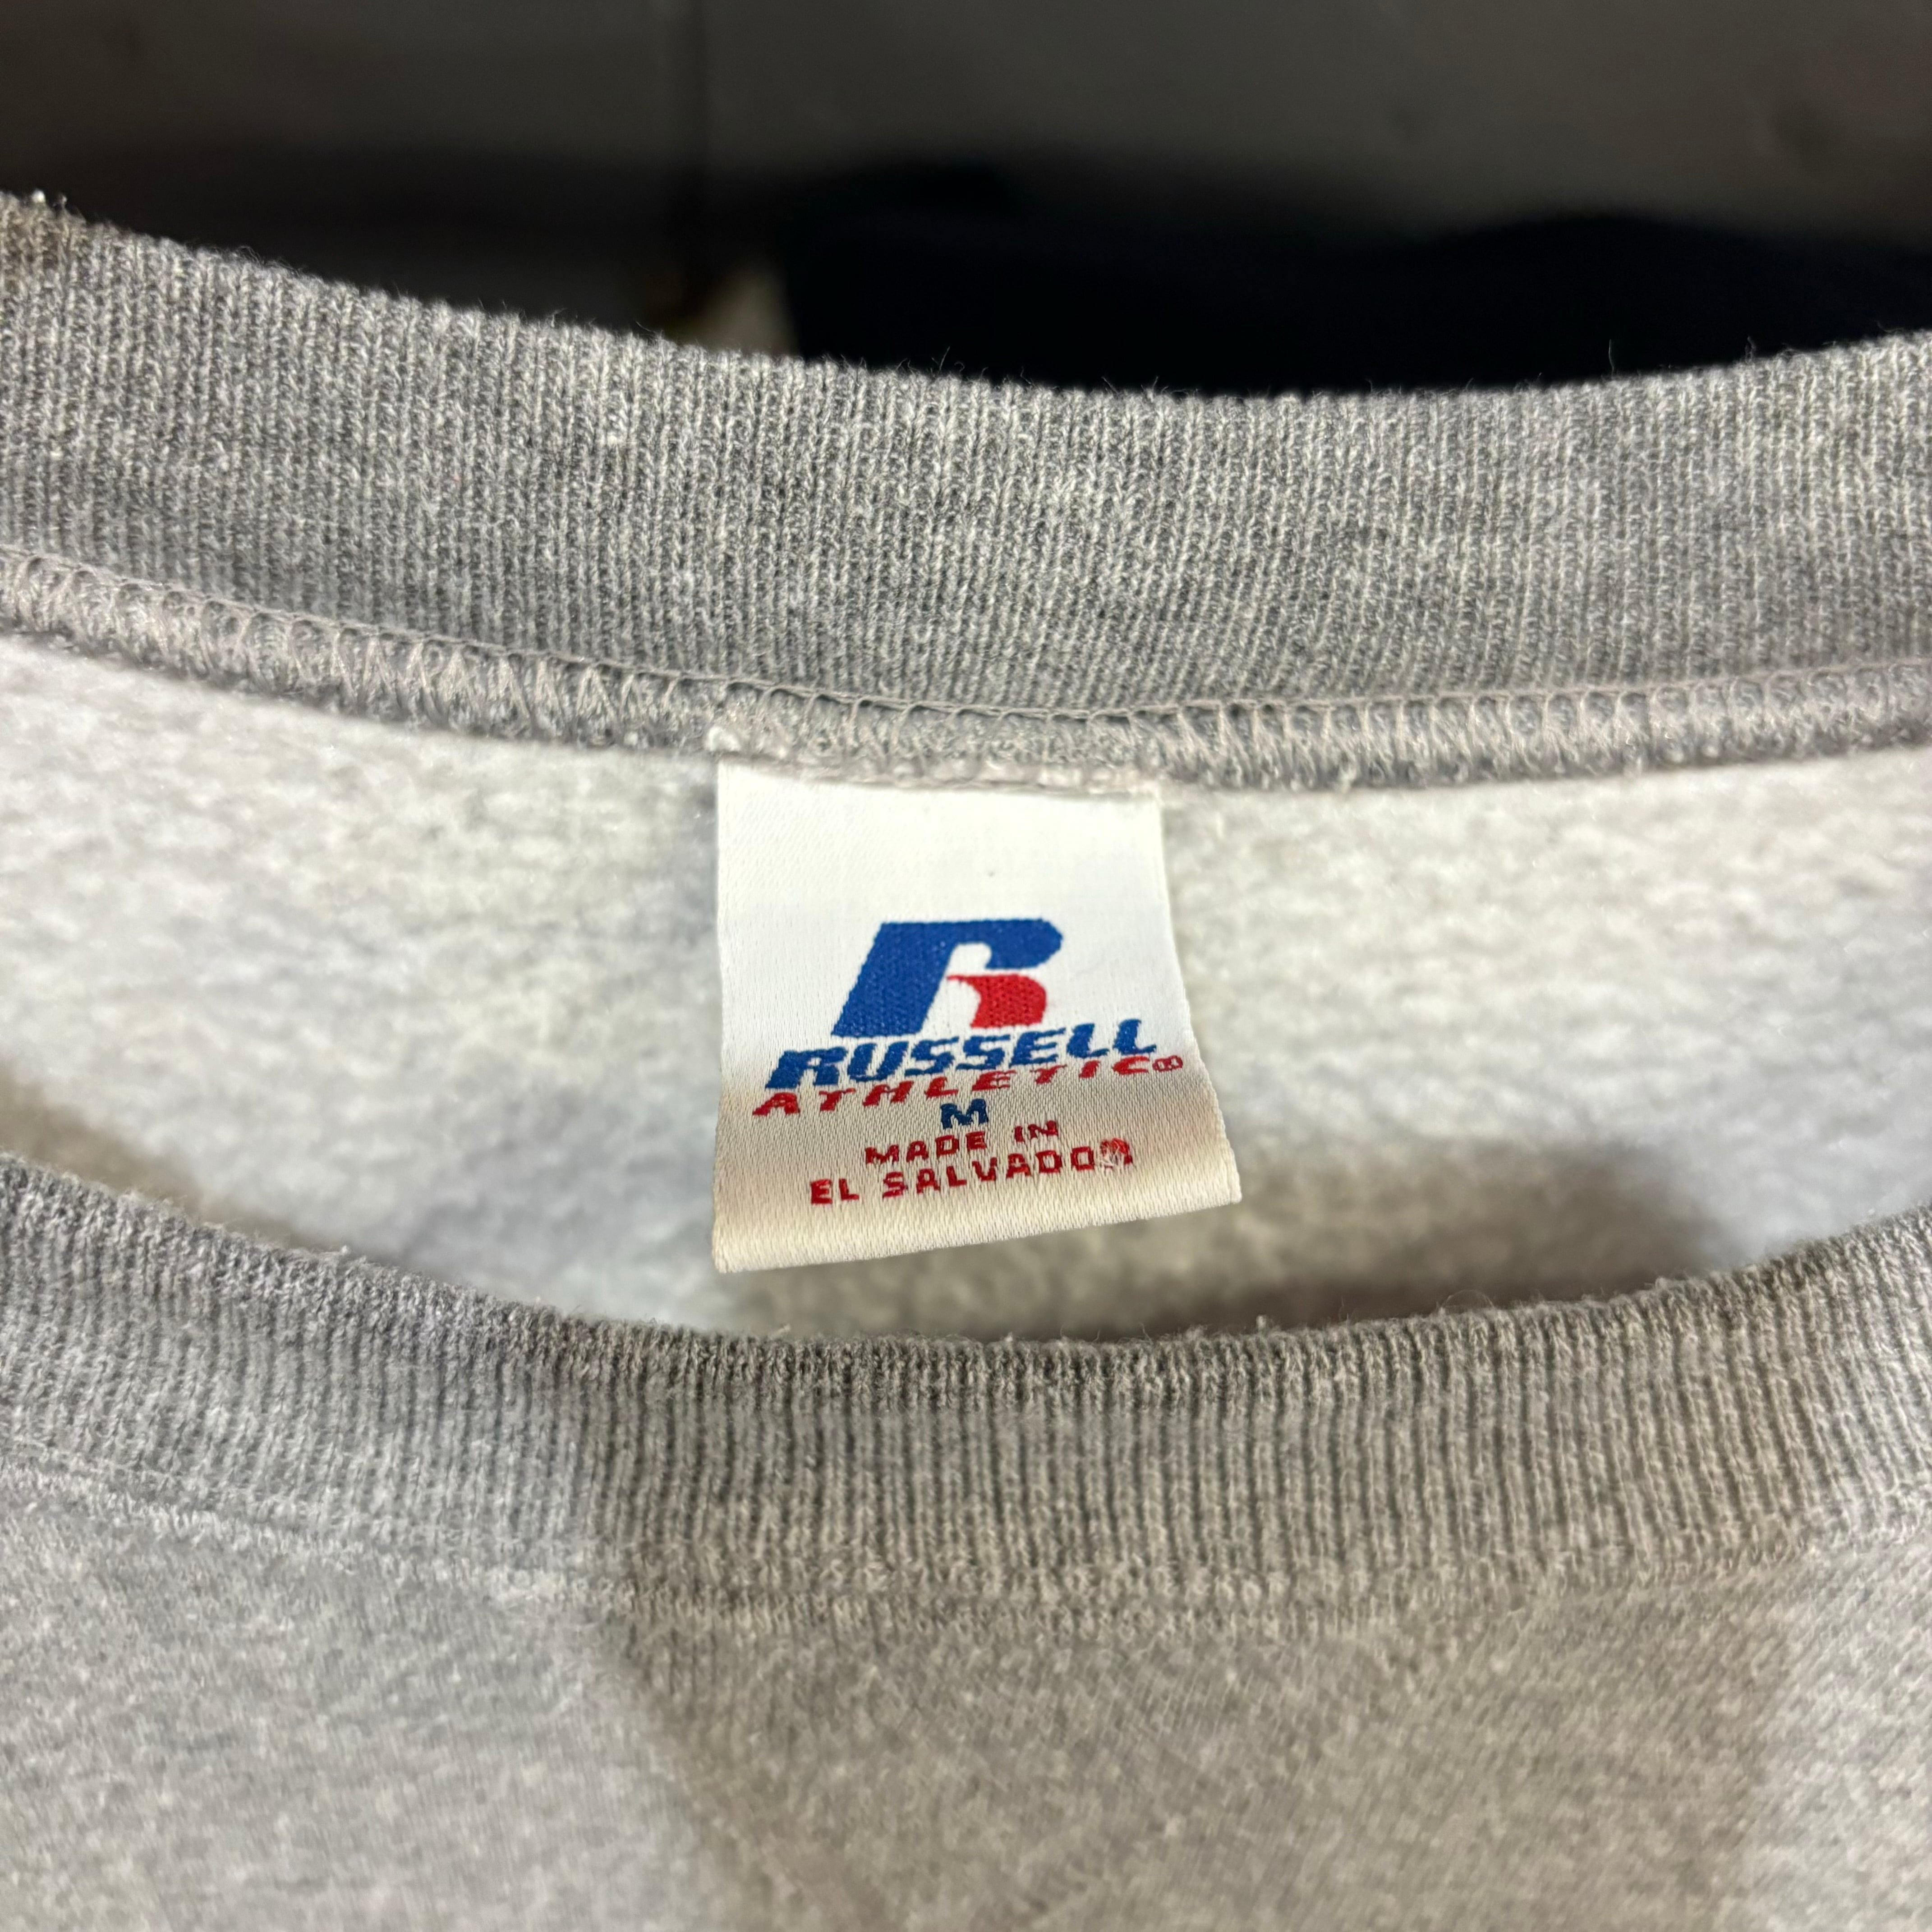 R
RUSSELL
ATHLETIC®
M
MADE IN
EL SALVADOR